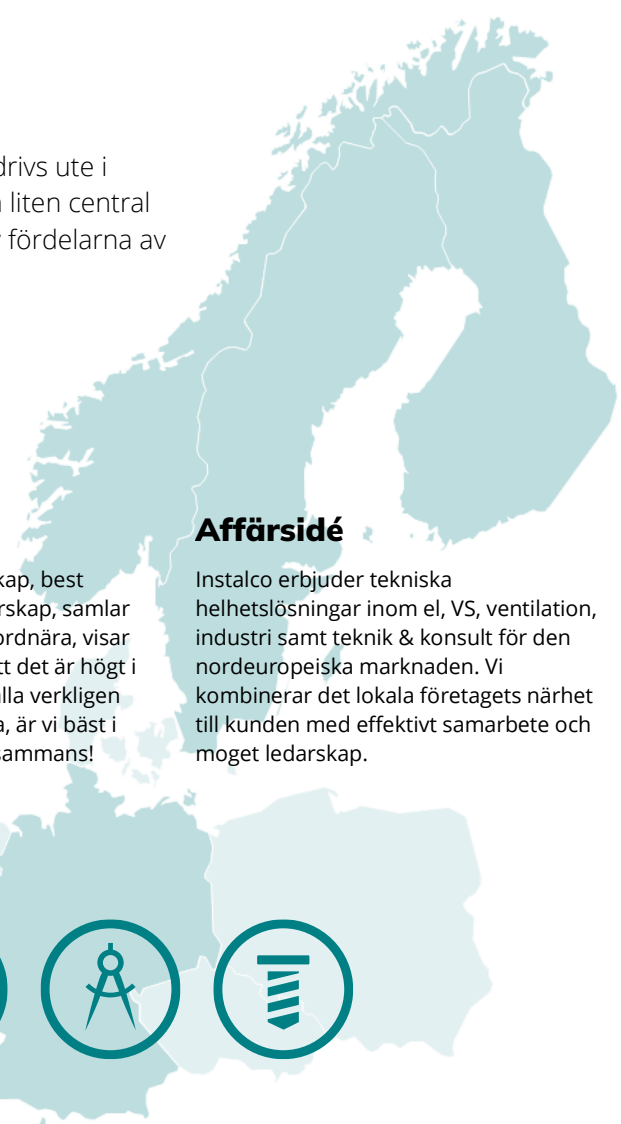 drivs ute i
liten central
fördelarna av
kap, best
rskap, samlar
ordnära, visar
tt det är högt i
lla verkligen
a, är vi bäst i
sammans!
Affärsidé
Instalco erbjuder tekniska
helhetslösningar inom el, VS, ventilation,
industri samt teknik & konsult för den
nordeuropeiska marknaden. Vi
kombinerar det lokala företagets närhet
till kunden med effektivt samarbete och
moget ledarskap.